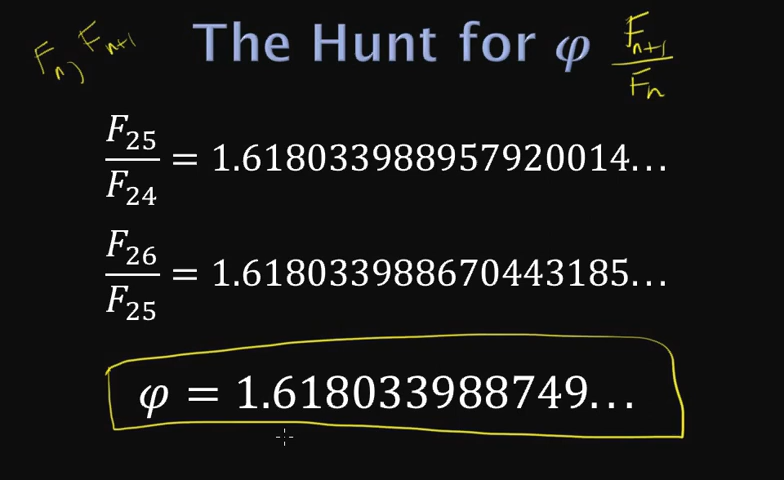 Fₙ, Fₙ₊₁
The Hunt for φ
Fₙ₊₁
Fₙ
F₂₅
F₂₄
= 1.618033988957920014...
F₂₆
F₂₅
= 1.618033988670443185...
φ = 1.618033988749...